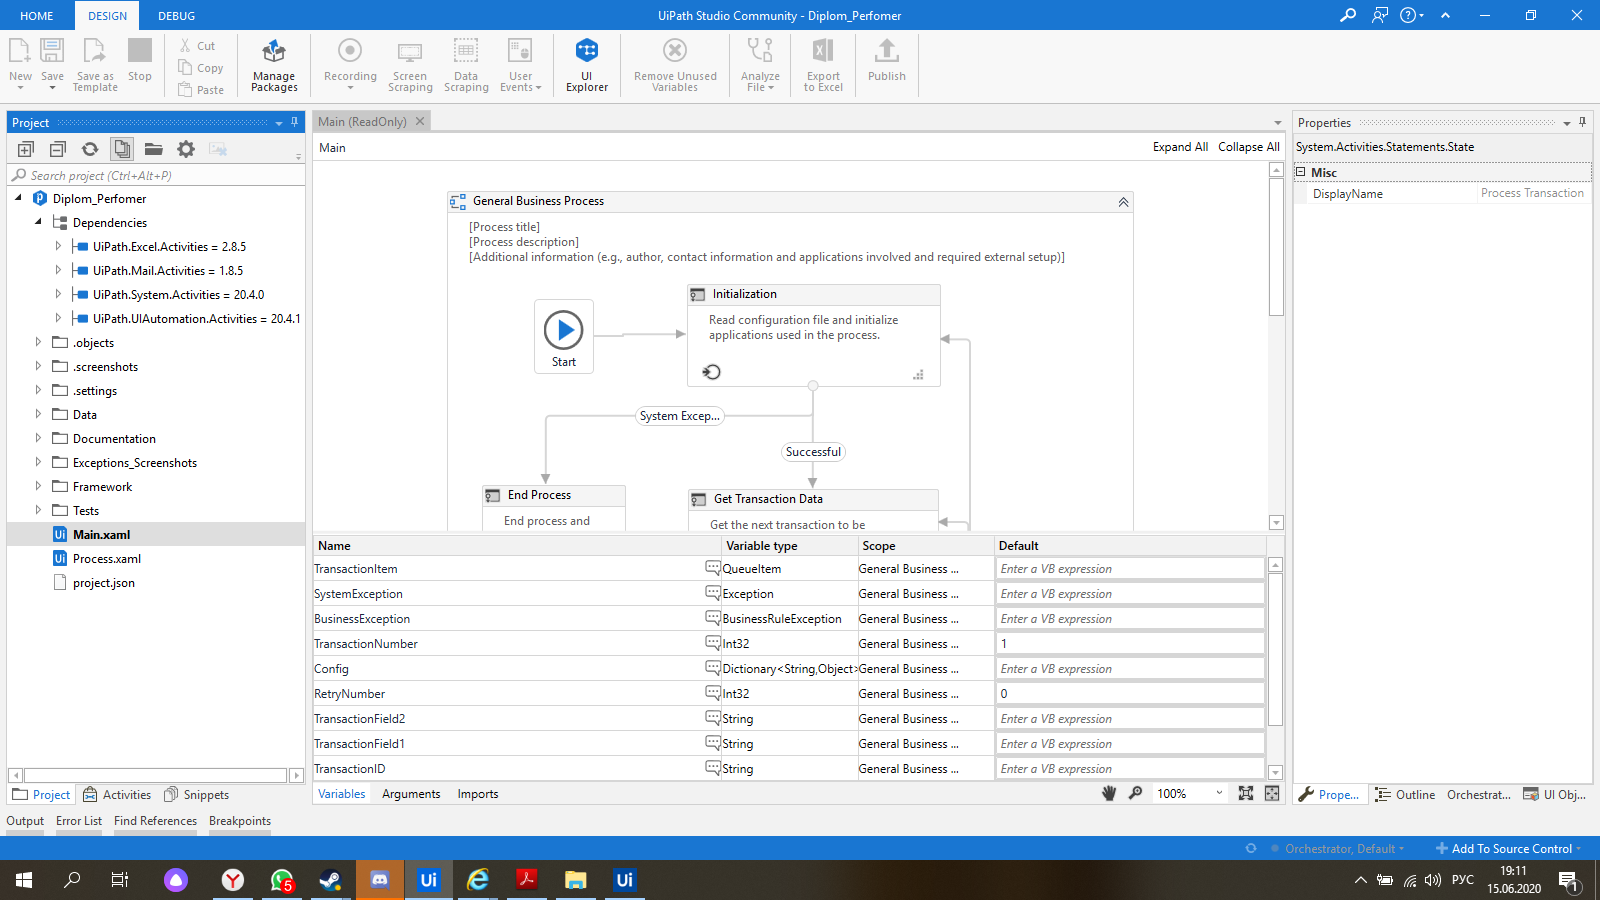 HOME DESIGN DEBUG UiPath Studio Community - Diplom_Perfomer
New Save Save as Template Stop Cut Copy Paste Manage Packages Recording Screen Scraping Data Scraping User Events UI Explorer Remove Unused Variables Analyze File Export to Excel Publish
Project
Search project (Ctrl+Alt+P)
Diplom_Perfomer
Dependencies
UiPath.Excel.Activities = 2.8.5
UiPath.Mail.Activities = 1.8.5
UiPath.System.Activities = 20.4.0
UiPath.UIAutomation.Activities = 20.4.1
.objects
.screenshots
.settings
Data
Documentation
Exceptions_Screenshots
Framework
Tests
Main.xaml
Process.xaml
project.json
Project Activities Snippets
Main (ReadOnly)
Main Expand All Collapse All
General Business Process
[Process title]
[Process description]
[Additional information (e.g., author, contact information and applications involved and required external setup)]
Start
Initialization
Read configuration file and initialize
applications used in the process.
System Excep...
Successful
End Process
End process and
Get Transaction Data
Get the next transaction to be
Name Variable type Scope Default
TransactionItem QueueItem General Business ... Enter a VB expression
SystemException Exception General Business ... Enter a VB expression
BusinessException BusinessRuleException General Business ... Enter a VB expression
TransactionNumber Int32 General Business ... 1
Config Dictionary<String,Object> General Business ... Enter a VB expression
RetryNumber Int32 General Business ... 0
TransactionField2 String General Business ... Enter a VB expression
TransactionField1 String General Business ... Enter a VB expression
TransactionID String General Business ... Enter a VB expression
Variables Arguments Imports 100%
Properties
System.Activities.Statements.State
Misc
DisplayName Process Transaction
Prope... Outline Orchestrat... UI Obj...
Output Error List Find References Breakpoints
Orchestrator, Default Add To Source Control
5 Ui Ui РУС 19:11 15.06.2020 1